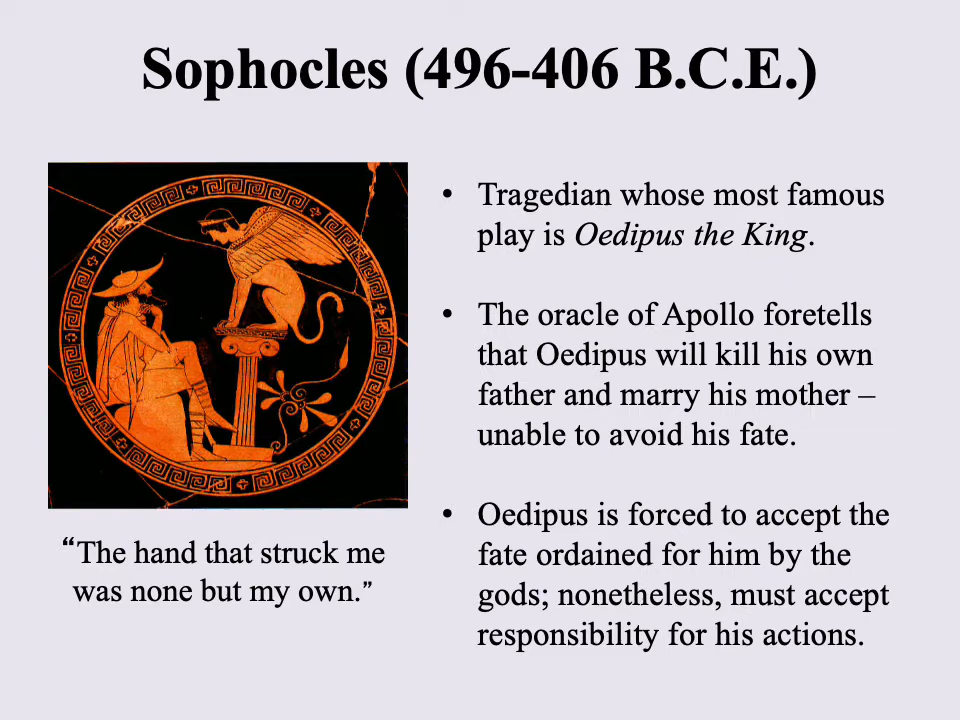 Sophocles (496-406 B.C.E.)
“The hand that struck me
was none but my own.”
• Tragedian whose most famous
play is Oedipus the King.
• The oracle of Apollo foretells
that Oedipus will kill his own
father and marry his mother –
unable to avoid his fate.
• Oedipus is forced to accept the
fate ordained for him by the
gods; nonetheless, must accept
responsibility for his actions.